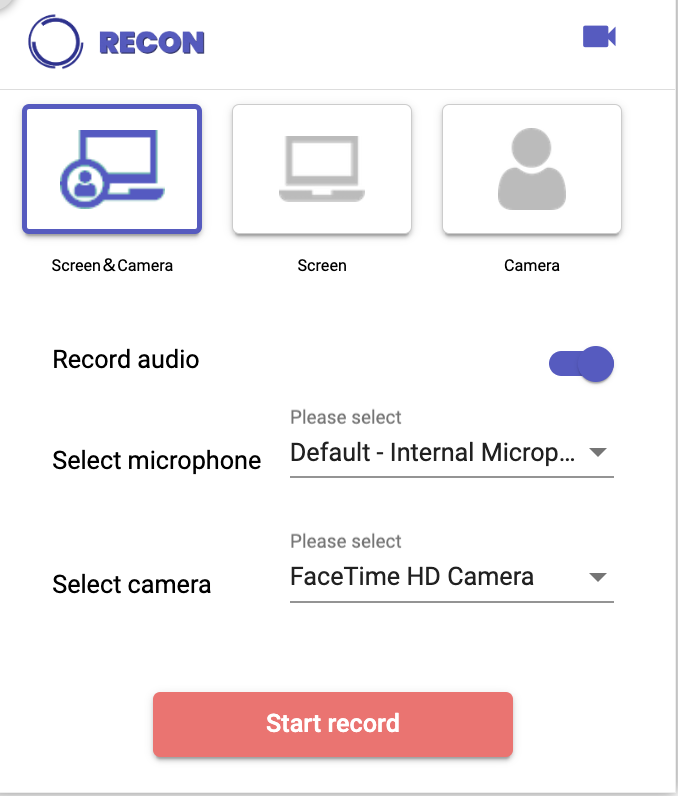 RECON
Screen&Camera
Screen
Camera
Record audio
Please select
Select microphone
Default - Internal Microp...
Please select
Select camera
FaceTime HD Camera
Start record